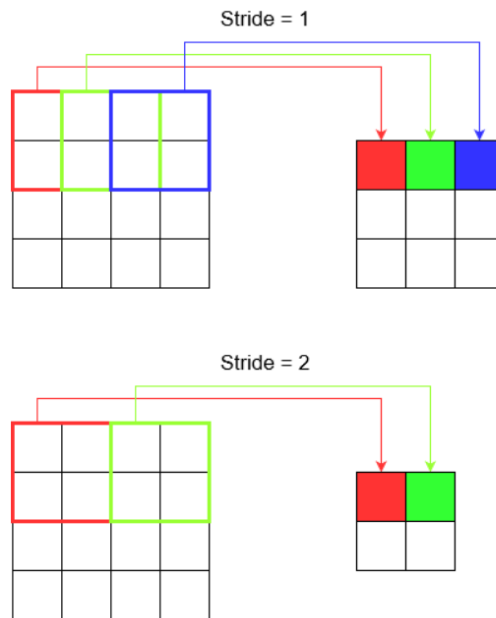 Stride = 1
Stride = 2